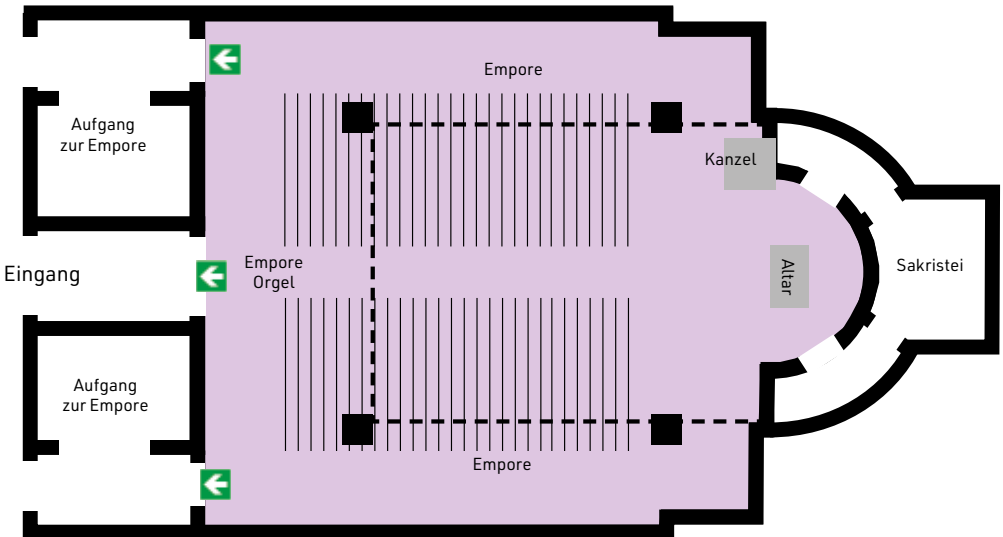 Empore
Aufgang
zur Empore
Kanzel
Eingang
Empore
Orgel
Altar
Sakristei
Aufgang
zur Empore
Empore